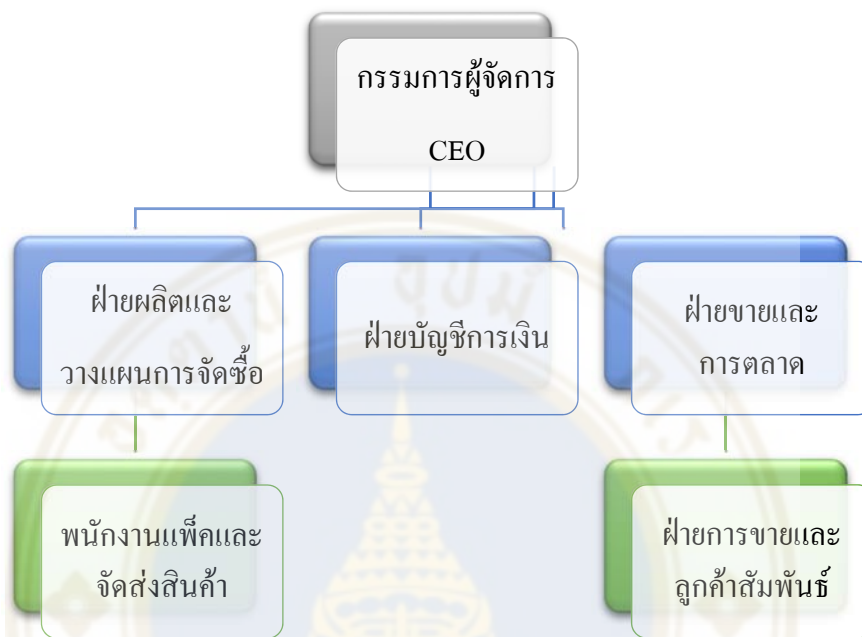 กรรมการผู้จัดการ
CEO
ฝ่ายผลิตและ
วางแผนการจัดซื้อ
ฝ่ายบัญชีการเงิน
ฝ่ายขายและ
การตลาด
พนักงานแพ็คและ
จัดส่งสินค้า
ฝ่ายการขายและ
ลูกค้าสัมพันธ์